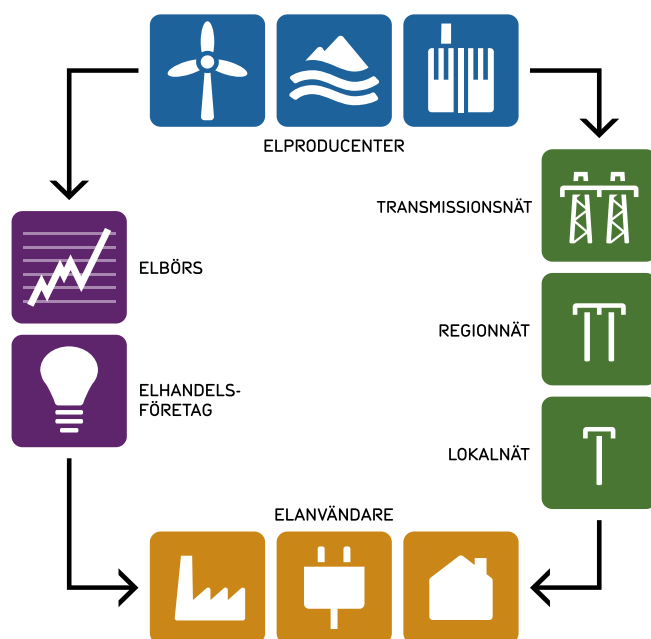 ELPRODUCENTER
TRANSMISSIONSNÄT
ELBÖRS
REGIONNÄT
ELHANDELS-
FÖRETAG
LOKALNÄT
ELANVÄNDARE